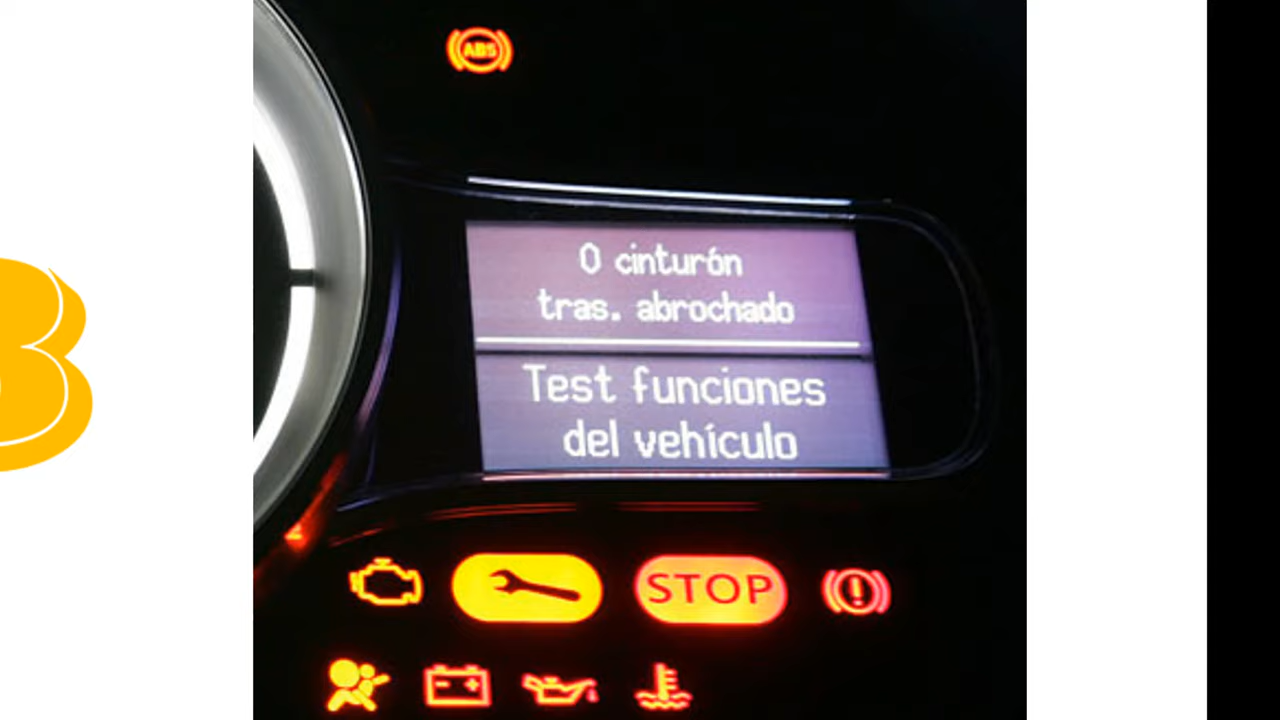 ABS
0 cinturón
tras. abrochado
Test funciones
del vehículo
STOP